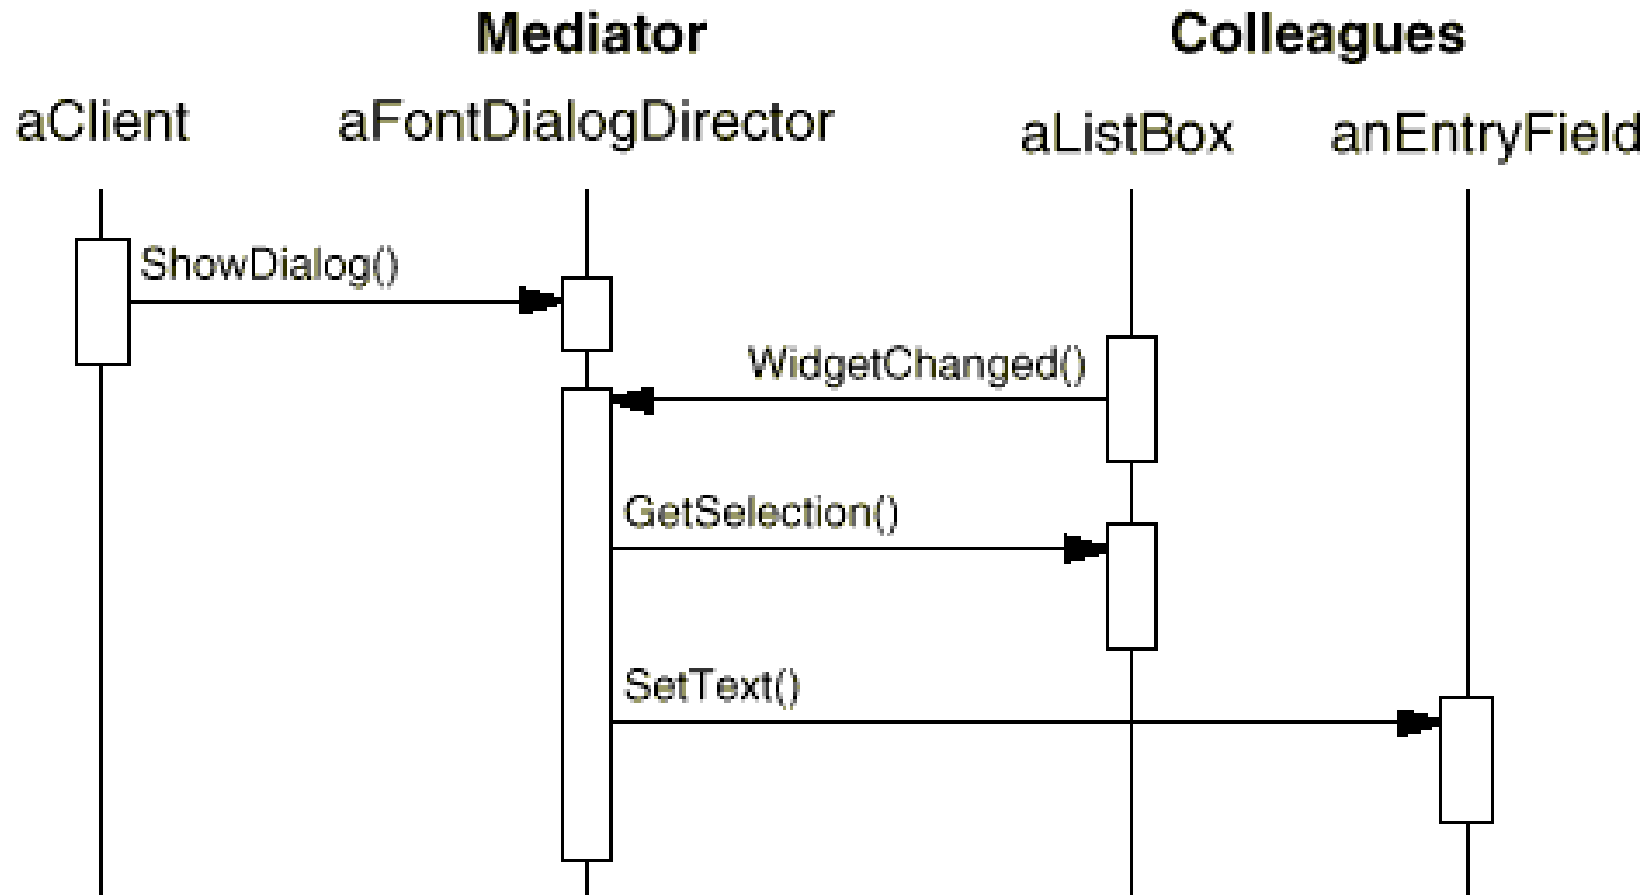 Mediator
Colleagues
aClient
aFontDialogDirector
aListBox
anEntryField
ShowDialog()
WidgetChanged()
GetSelection()
SetText()